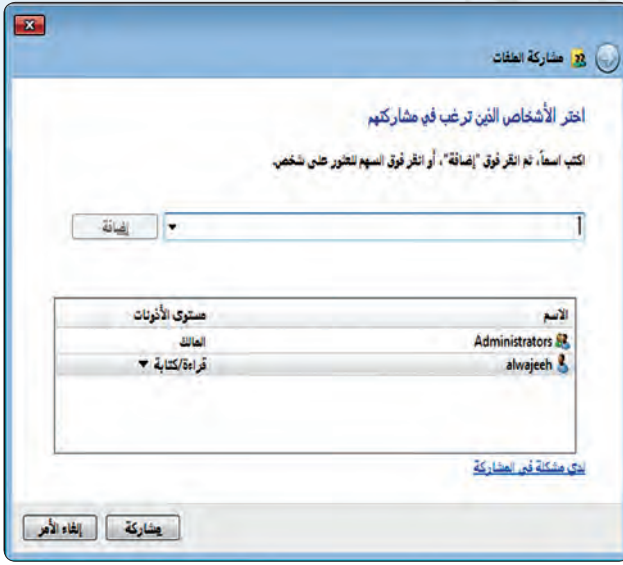 مشاركة الملفات
اختر الأشخاص الذين ترغب في مشاركتهم
اكتب اسماً، ثم انقر فوق "إضافة"، أو انقر فوق السهم للعثور على شخص.
إضافة
الاسم مستوى الأذونات
Administrators المالك
alwajeeh قراءة/كتابة
لدي مشكلة في المشاركة
مشاركة إلغاء الأمر